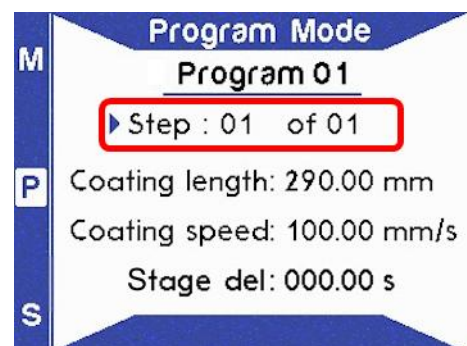 Program Mode
M
Program 01
Step : 01 of 01
P
Coating length: 290.00 mm
Coating speed: 100.00 mm/s
Stage del: 000.00 s
S